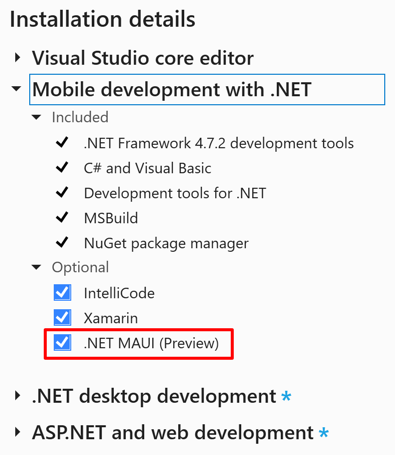 Installation details
Visual Studio core editor
Mobile development with .NET
Included
.NET Framework 4.7.2 development tools
C# and Visual Basic
Development tools for .NET
MSBuild
NuGet package manager
Optional
IntelliCode
Xamarin
.NET MAUI (Preview)
.NET desktop development *
ASP.NET and web development *